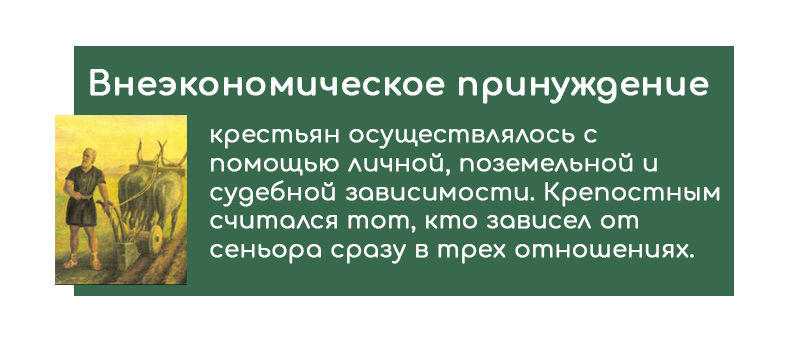 Внеэкономическое принуждение
крестьян осуществлялось с
помощью личной, поземельной и
судебной зависимости. Крепостным
считался тот, кто зависел от
сеньора сразу в трех отношениях.